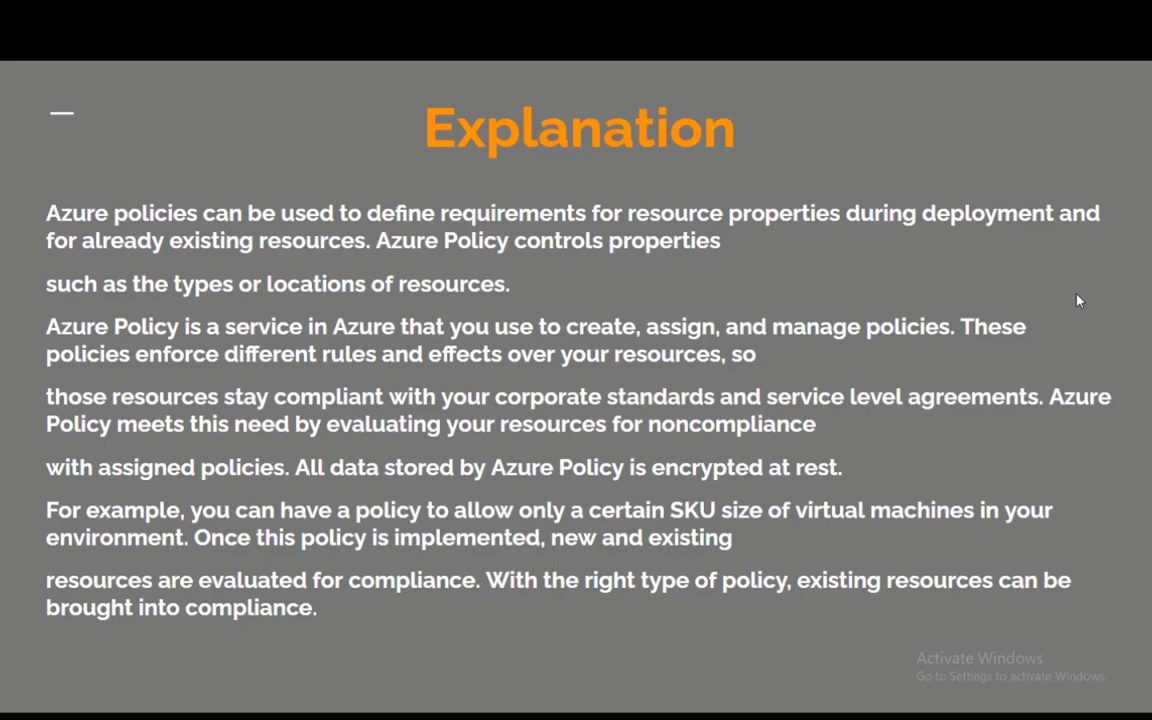 Explanation
Azure policies can be used to define requirements for resource properties during deployment and
for already existing resources. Azure Policy controls properties
such as the types or locations of resources.
Azure Policy is a service in Azure that you use to create, assign, and manage policies. These
policies enforce different rules and effects over your resources, so
those resources stay compliant with your corporate standards and service level agreements. Azure
Policy meets this need by evaluating your resources for noncompliance
with assigned policies. All data stored by Azure Policy is encrypted at rest.
For example, you can have a policy to allow only a certain SKU size of virtual machines in your
environment. Once this policy is implemented, new and existing
resources are evaluated for compliance. With the right type of policy, existing resources can be
brought into compliance.
Activate Windows
Go to Settings to activate Windows.